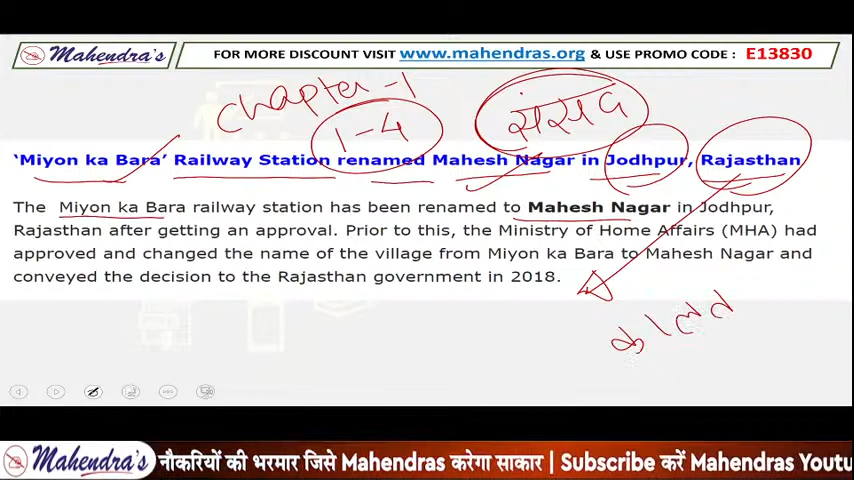 Mahendra's
FOR MORE DISCOUNT VISIT www.mahendras.org & USE PROMO CODE : E13830
chapter-1
1-4
संसद
'Miyon ka Bara' Railway Station renamed Mahesh Nagar in Jodhpur, Rajasthan
The Miyon ka Bara railway station has been renamed to Mahesh Nagar in Jodhpur,
Rajasthan after getting an approval. Prior to this, the Ministry of Home Affairs (MHA) had
approved and changed the name of the village from Miyon ka Bara to Mahesh Nagar and
conveyed the decision to the Rajasthan government in 2018.
Mahendra's नौकरियों की भरमार जिसे Mahendras करेगा साकार | Subscribe करें Mahendras Youtu